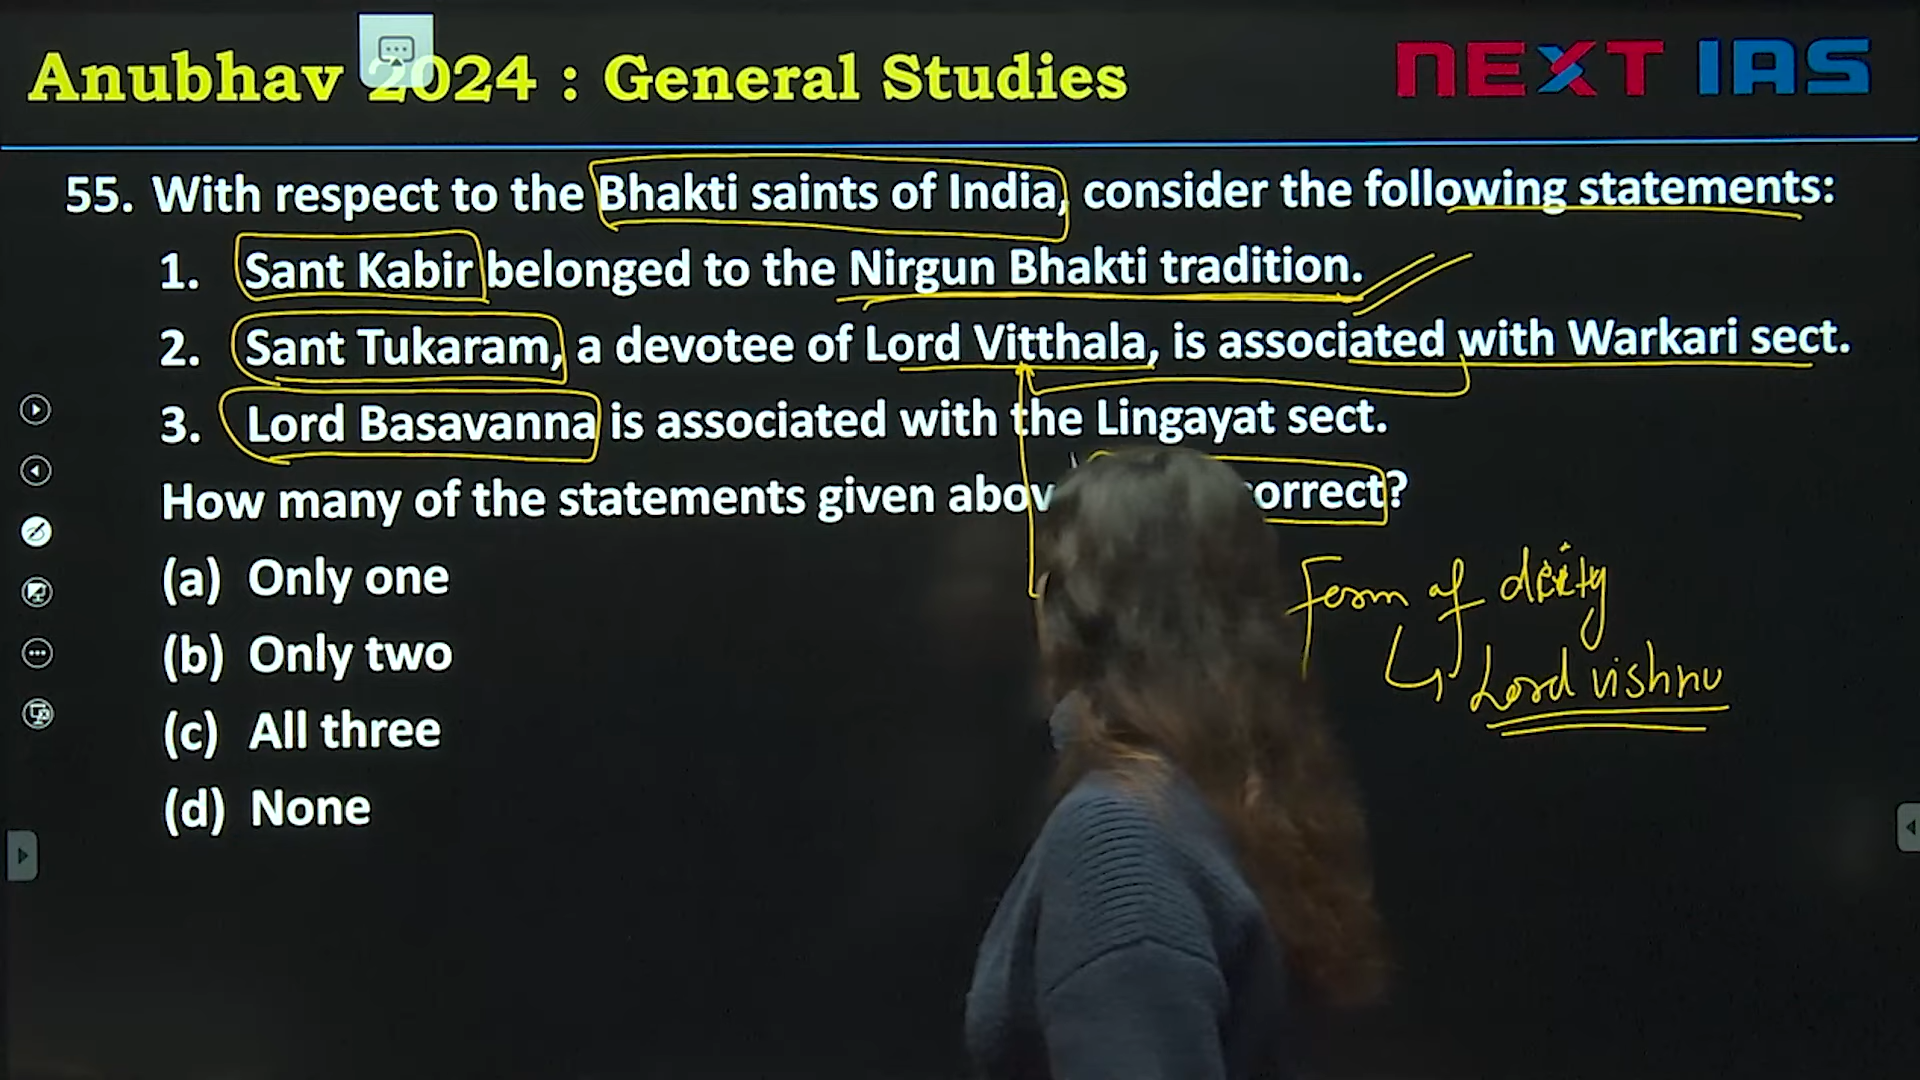 Anubhav 2024 : General Studies
NEXT IAS
55. With respect to the Bhakti saints of India, consider the following statements:
1. Sant Kabir belonged to the Nirgun Bhakti tradition.
2. Sant Tukaram, a devotee of Lord Vitthala, is associated with Warkari sect.
3. Lord Basavanna is associated with the Lingayat sect.
How many of the statements given
(a) Only one
(b) Only two
(c) All three
(d) None
Form of
Lord vishnu